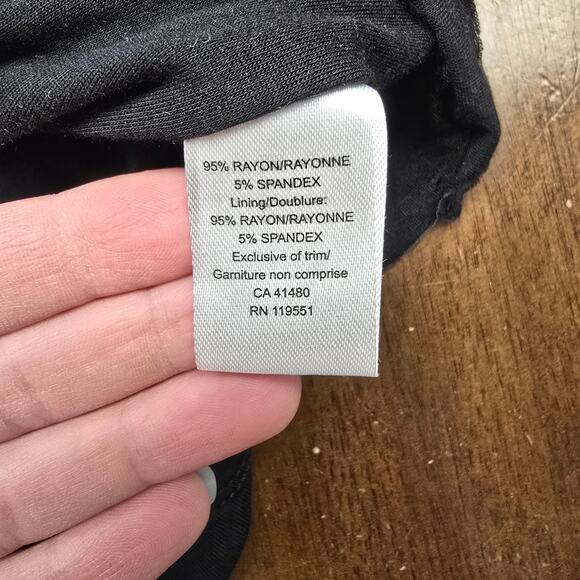 95% RAYON/RAYONNE
5% SPANDEX
Lining/Doublure:
95% RAYON/RAYONNE
5% SPANDEX
Exclusive of trim/
Garniture non comprise
CA 41480
RN 119551